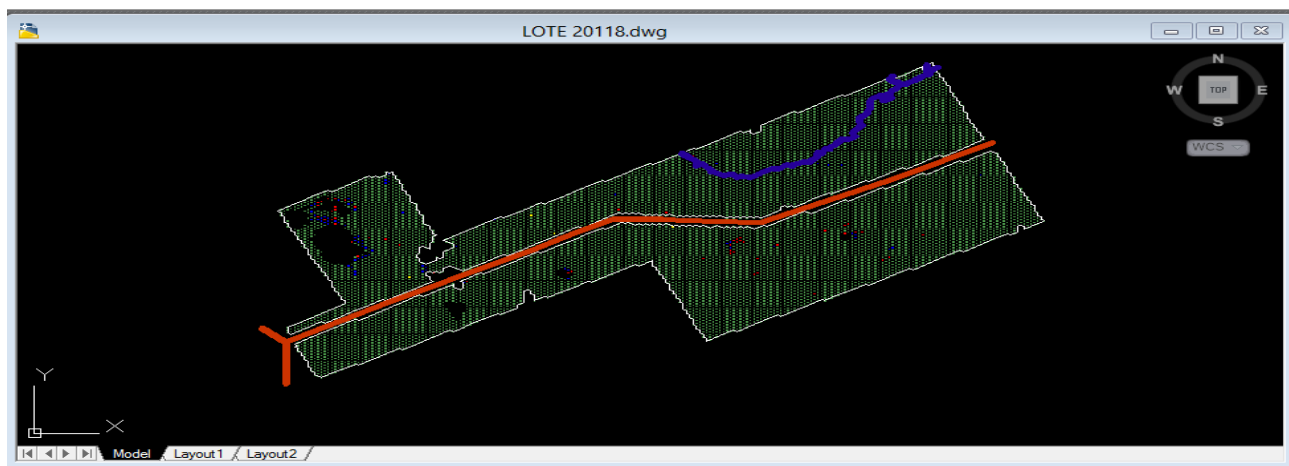 LOTE 20118.dwg
N
W TOP E
S
WCS
Y
X
Model Layout1 Layout2